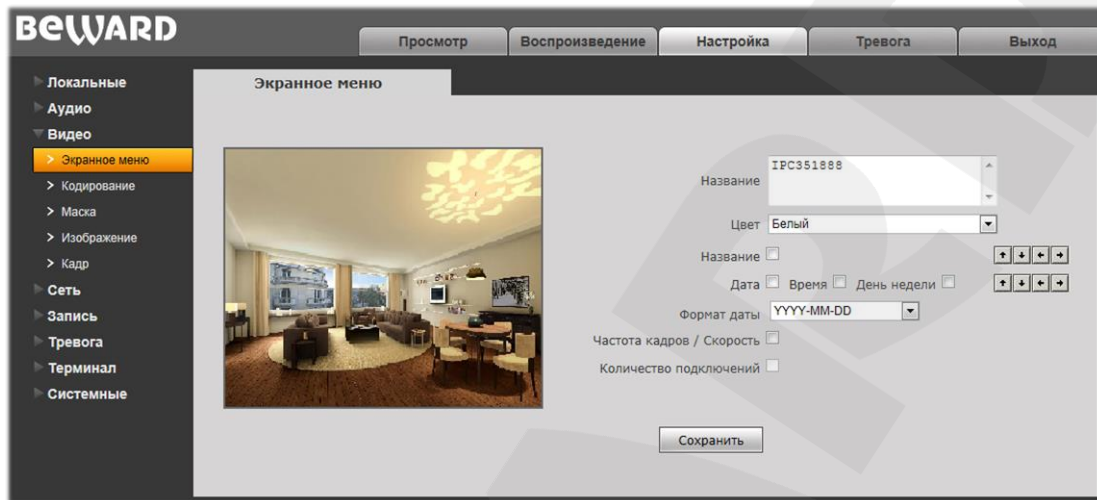 BEWARD
Просмотр Воспроизведение Настройка Тревога Выход
Локальные
Аудио
Видео
Экранное меню
Кодирование
Маска
Изображение
Кадр
Сеть
Запись
Тревога
Терминал
Системные
Экранное меню
Название IPC351888
Цвет Белый
Название
Дата Время День недели
Формат даты YYYY-MM-DD
Частота кадров / Скорость
Количество подключений
Сохранить